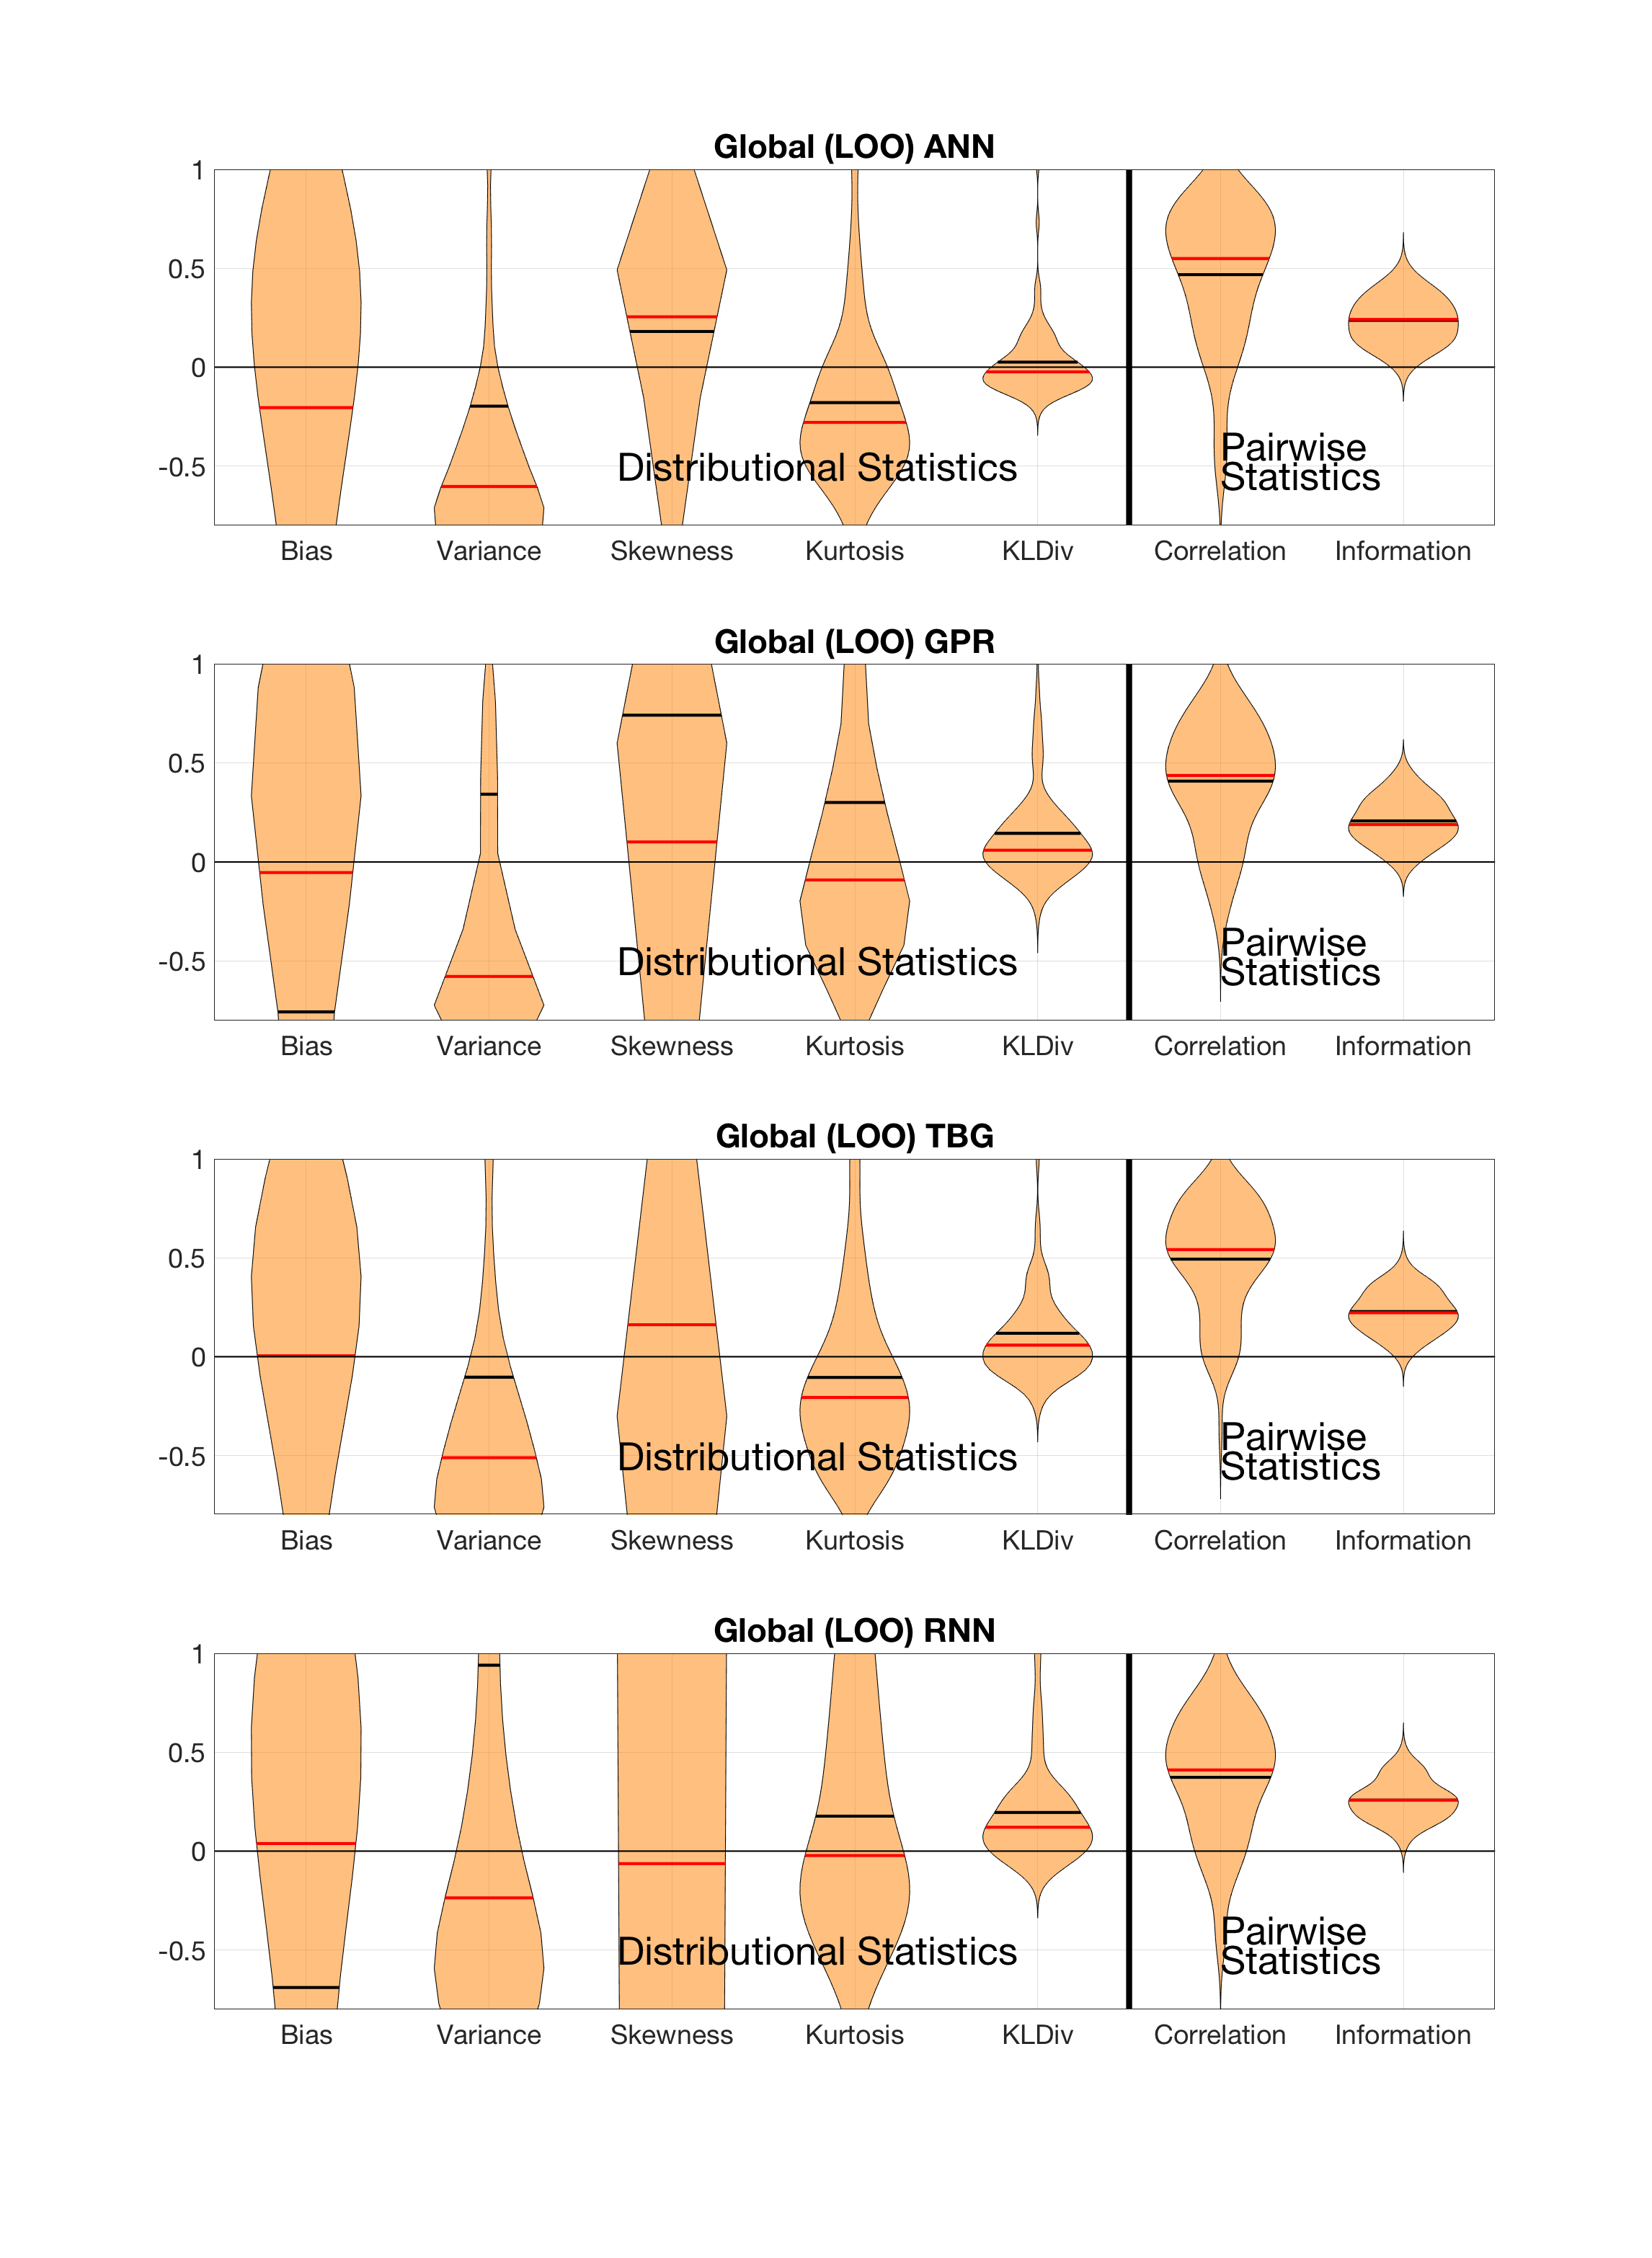 Global (LOO) ANN
1
0.5
0
-0.5
Distributional Statistics
Pairwise
Statistics
Bias Variance Skewness Kurtosis KLDiv Correlation Information
Global (LOO) GPR
1
0.5
0
-0.5
Distributional Statistics
Pairwise
Statistics
Bias Variance Skewness Kurtosis KLDiv Correlation Information
Global (LOO) TBG
1
0.5
0
-0.5
Distributional Statistics
Pairwise
Statistics
Bias Variance Skewness Kurtosis KLDiv Correlation Information
Global (LOO) RNN
1
0.5
0
-0.5
Distributional Statistics
Pairwise
Statistics
Bias Variance Skewness Kurtosis KLDiv Correlation Information